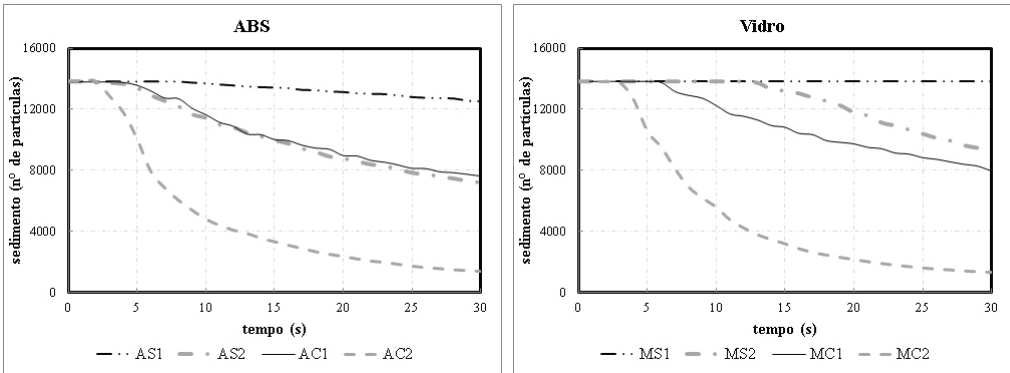 ABS
16000
12000
8000
4000
0
sedimento (nº de partículas)
0 5 10 15 20 25 30
tempo (s)
AS1 AS2 AC1 AC2
Vidro
16000
12000
8000
4000
0
sedimento (nº de partículas)
0 5 10 15 20 25 30
tempo (s)
MS1 MS2 MC1 MC2